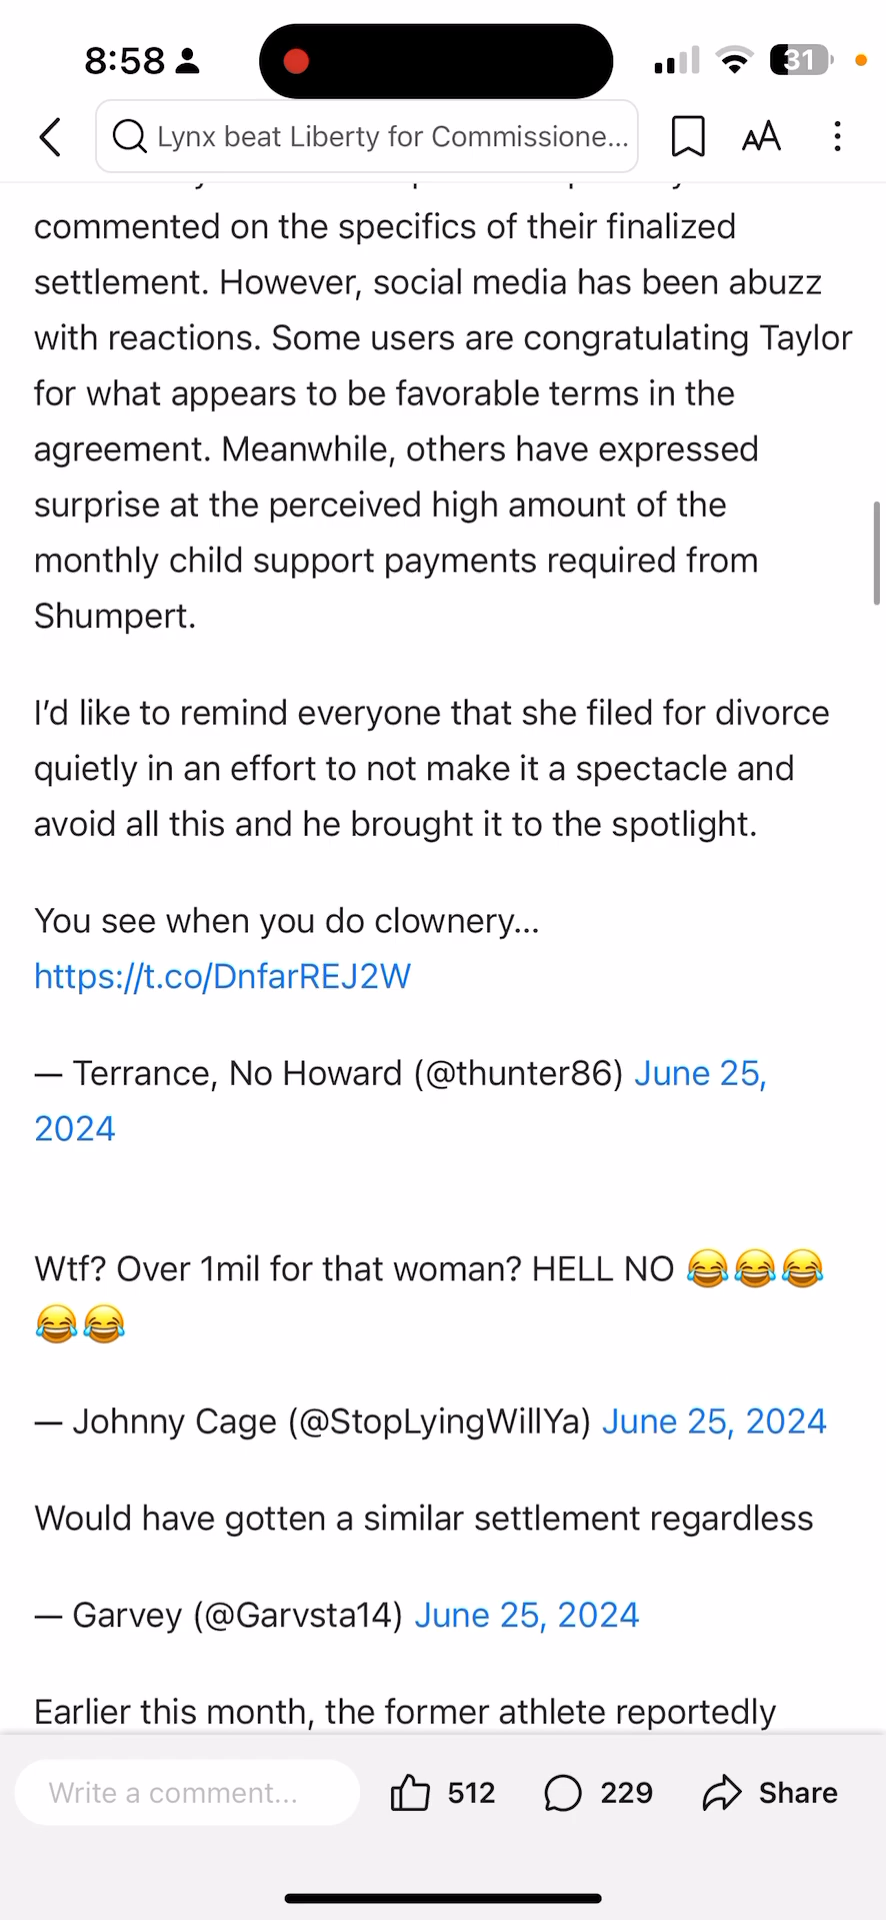 8:58
31
Lynx beat Liberty for Commissione...
AA
commented on the specifics of their finalized
settlement. However, social media has been abuzz
with reactions. Some users are congratulating Taylor
for what appears to be favorable terms in the
agreement. Meanwhile, others have expressed
surprise at the perceived high amount of the
monthly child support payments required from
Shumpert.
I’d like to remind everyone that she filed for divorce
quietly in an effort to not make it a spectacle and
avoid all this and he brought it to the spotlight.
You see when you do clownery...
https://t.co/DnfarREJ2W
— Terrance, No Howard (@thunter86) June 25,
2024
Wtf? Over 1mil for that woman? HELL NO 😂😂😂
😂😂
— Johnny Cage (@StopLyingWillYa) June 25, 2024
Would have gotten a similar settlement regardless
— Garvey (@Garvsta14) June 25, 2024
Earlier this month, the former athlete reportedly
Write a comment...
512
229
Share